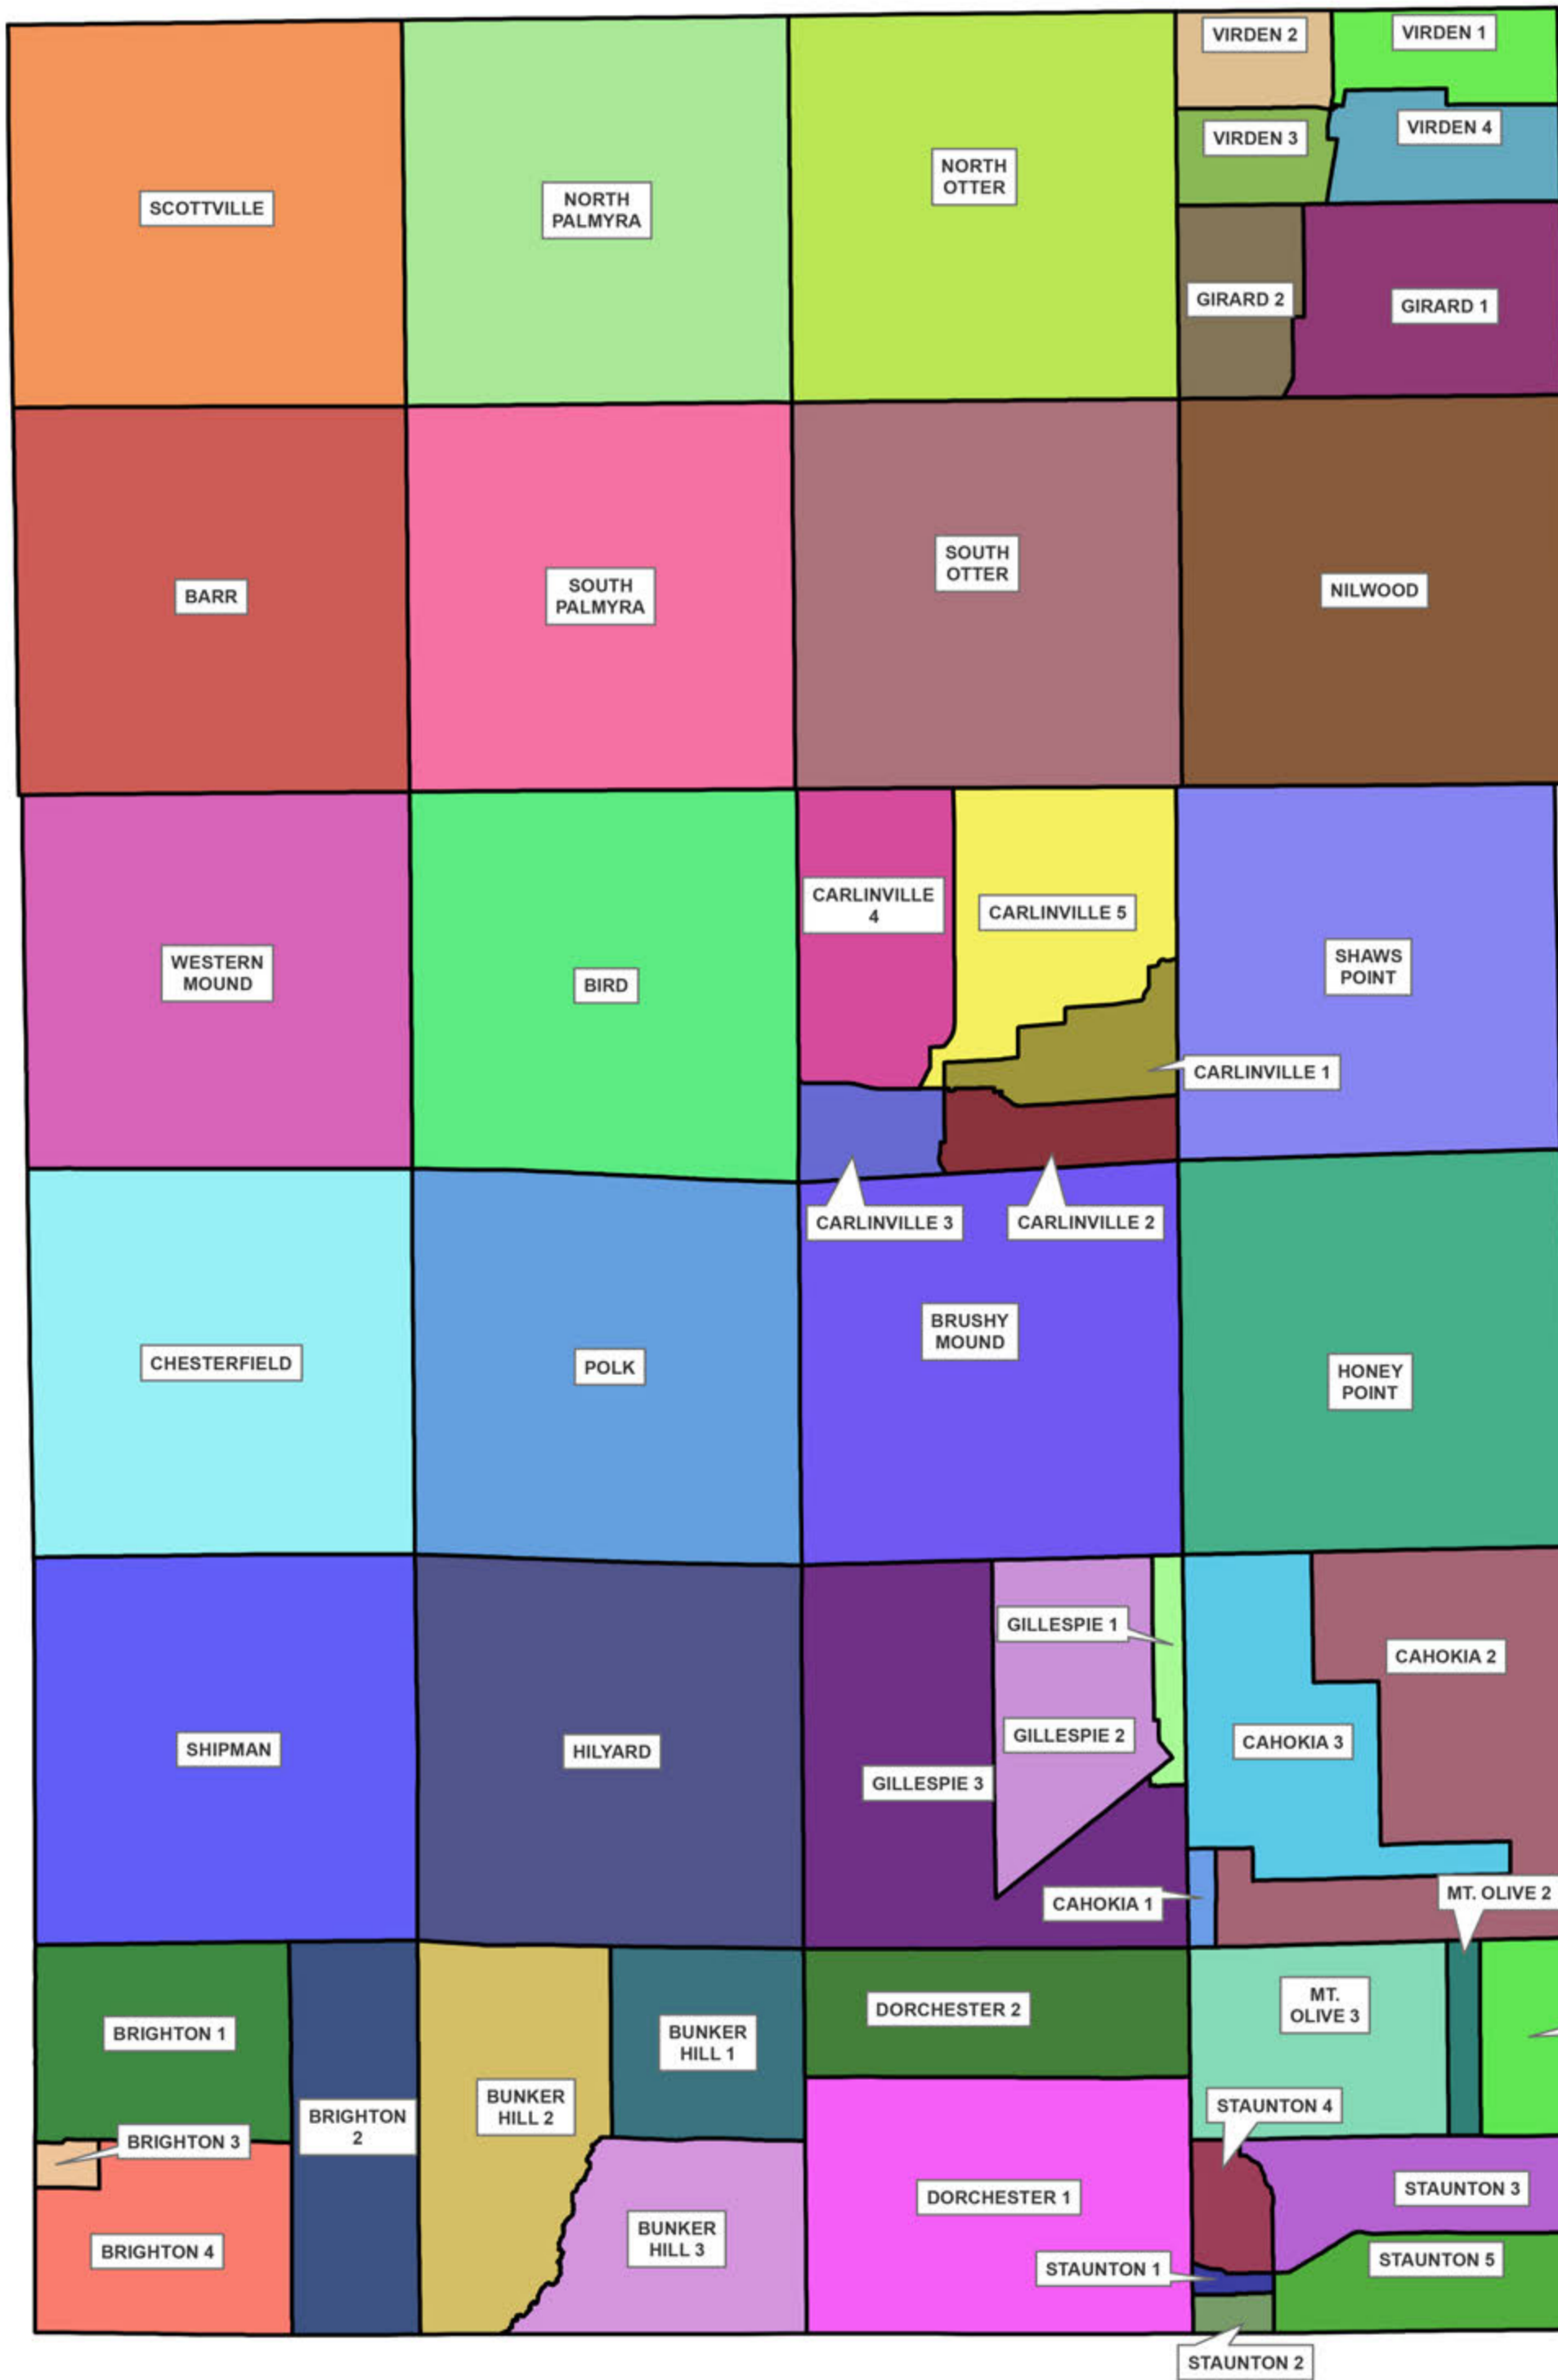 VIRDEN 2
VIRDEN 1
VIRDEN 3
VIRDEN 4
SCOTTVILLE
NORTH
PALMYRA
NORTH
OTTER
GIRARD 2
GIRARD 1
BARR
SOUTH
PALMYRA
SOUTH
OTTER
NILWOOD
WESTERN
MOUND
BIRD
CARLINVILLE
4
CARLINVILLE 5
SHAWS
POINT
CARLINVILLE 1
CARLINVILLE 3
CARLINVILLE 2
CHESTERFIELD
POLK
BRUSHY
MOUND
HONEY
POINT
GILLESPIE 1
CAHOKIA 2
SHIPMAN
HILYARD
GILLESPIE 2
CAHOKIA 3
GILLESPIE 3
CAHOKIA 1
MT. OLIVE 2
BRIGHTON 1
BUNKER
HILL 1
DORCHESTER 2
MT.
OLIVE 3
BRIGHTON
2
BUNKER
HILL 2
STAUNTON 4
BRIGHTON 3
DORCHESTER 1
STAUNTON 3
BRIGHTON 4
BUNKER
HILL 3
STAUNTON 1
STAUNTON 5
STAUNTON 2